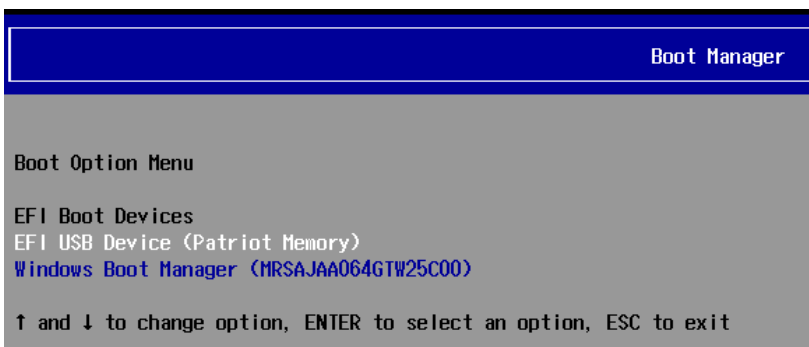 Boot Manager
Boot Option Menu
EFI Boot Devices
EFI USB Device (Patriot Memory)
Windows Boot Manager (MRSAJAA064GTW25C00)
↑ and ↓ to change option, ENTER to select an option, ESC to exit